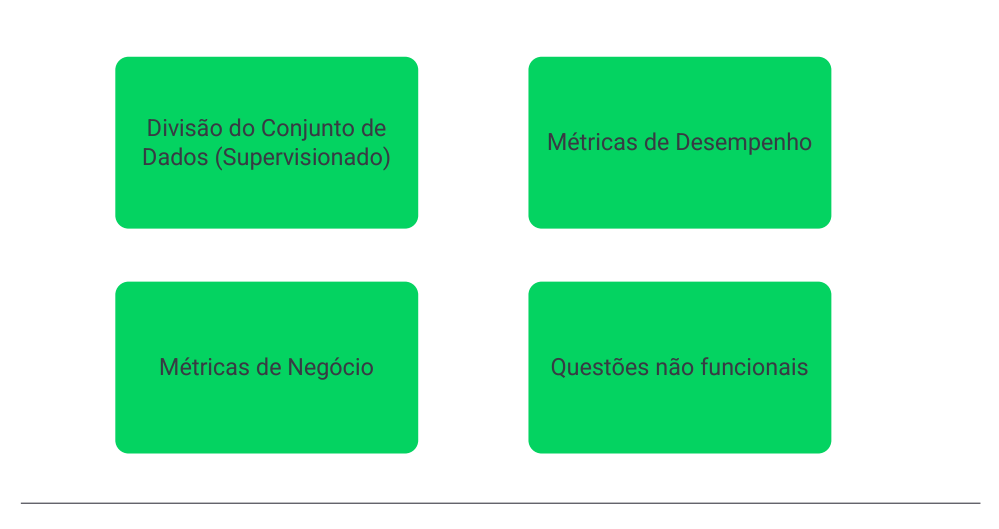 Divisão do Conjunto de
Dados (Supervisionado)
Métricas de Desempenho
Métricas de Negócio
Questões não funcionais